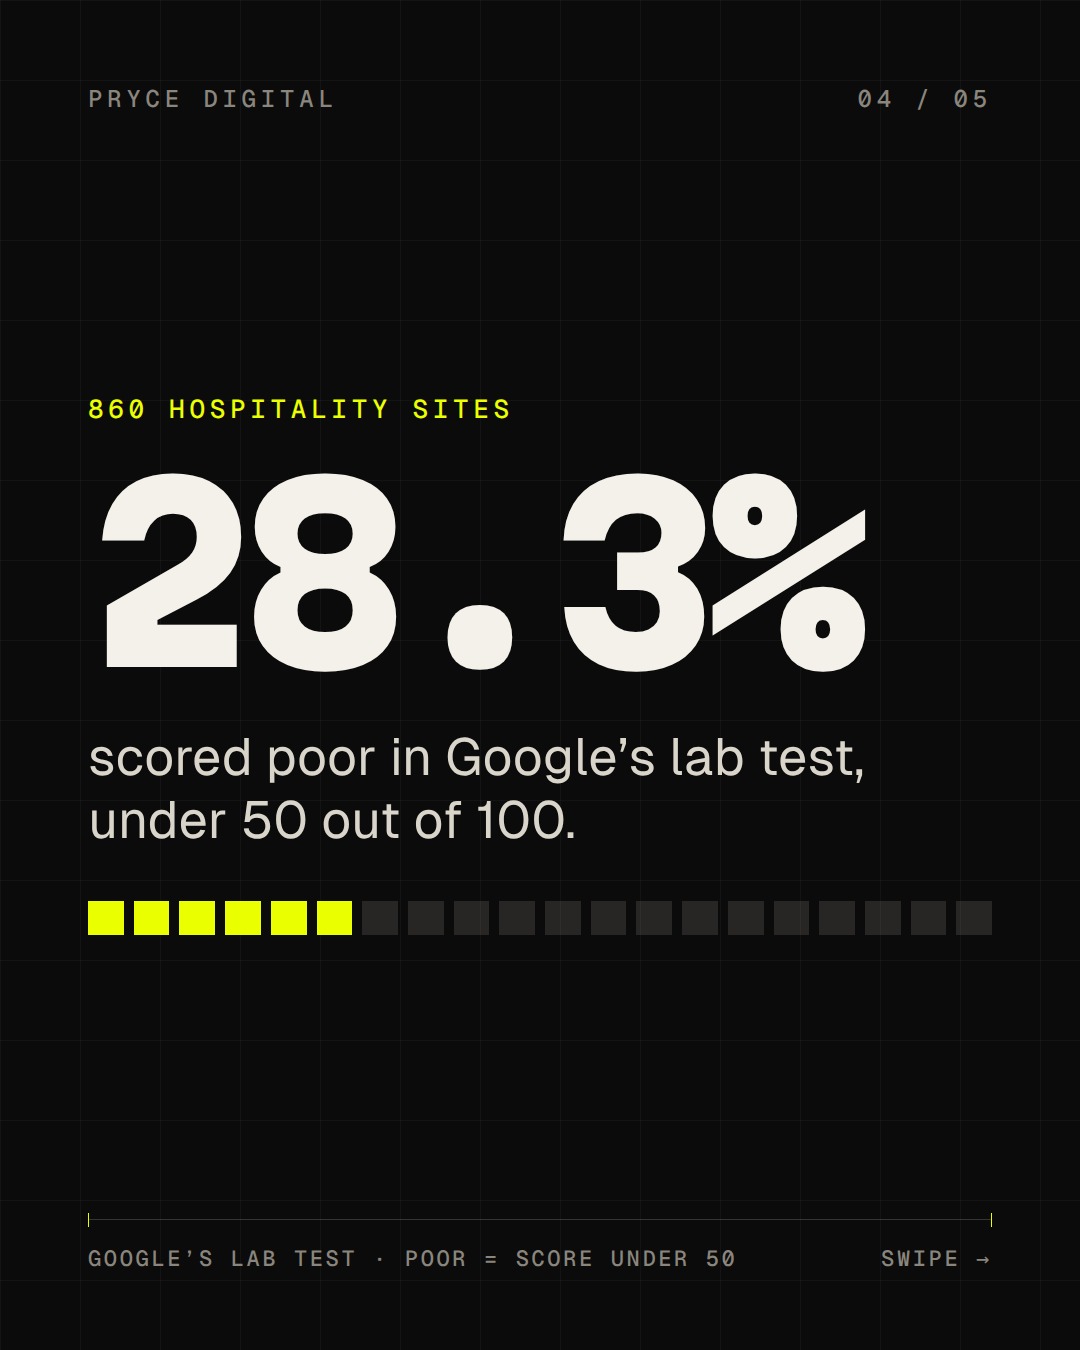 PRYCE DIGITAL
04 / 05
860 HOSPITALITY SITES
28.3%
scored poor in Google’s lab test,
under 50 out of 100.
GOOGLE’S LAB TEST · POOR = SCORE UNDER 50
SWIPE →